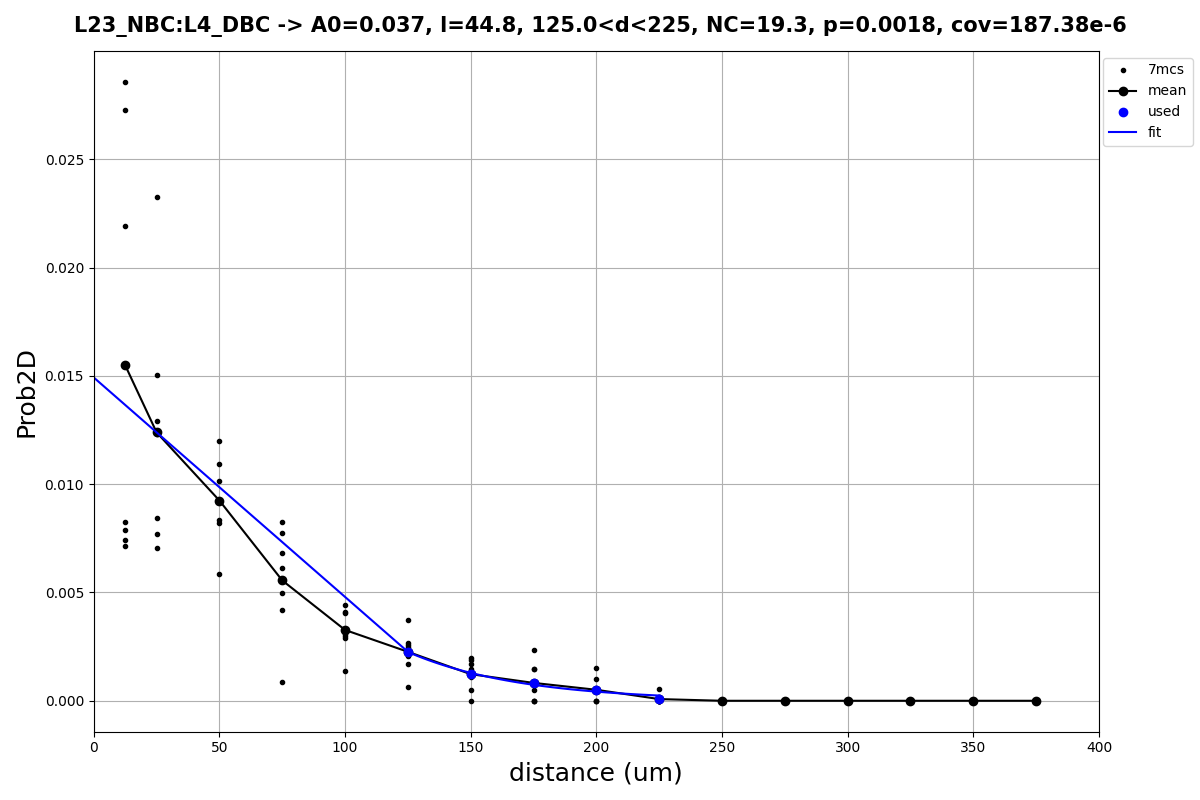 L23_NBC:L4_DBC -> A0=0.037, l=44.8, 125.0<d<225, NC=19.3, p=0.0018, cov=187.38e-6
7mcs
mean
used
fit
0.025
0.020
0.015
0.010
0.005
0.000
Prob2D
0 50 100 150 200 250 300 350 400
distance (um)